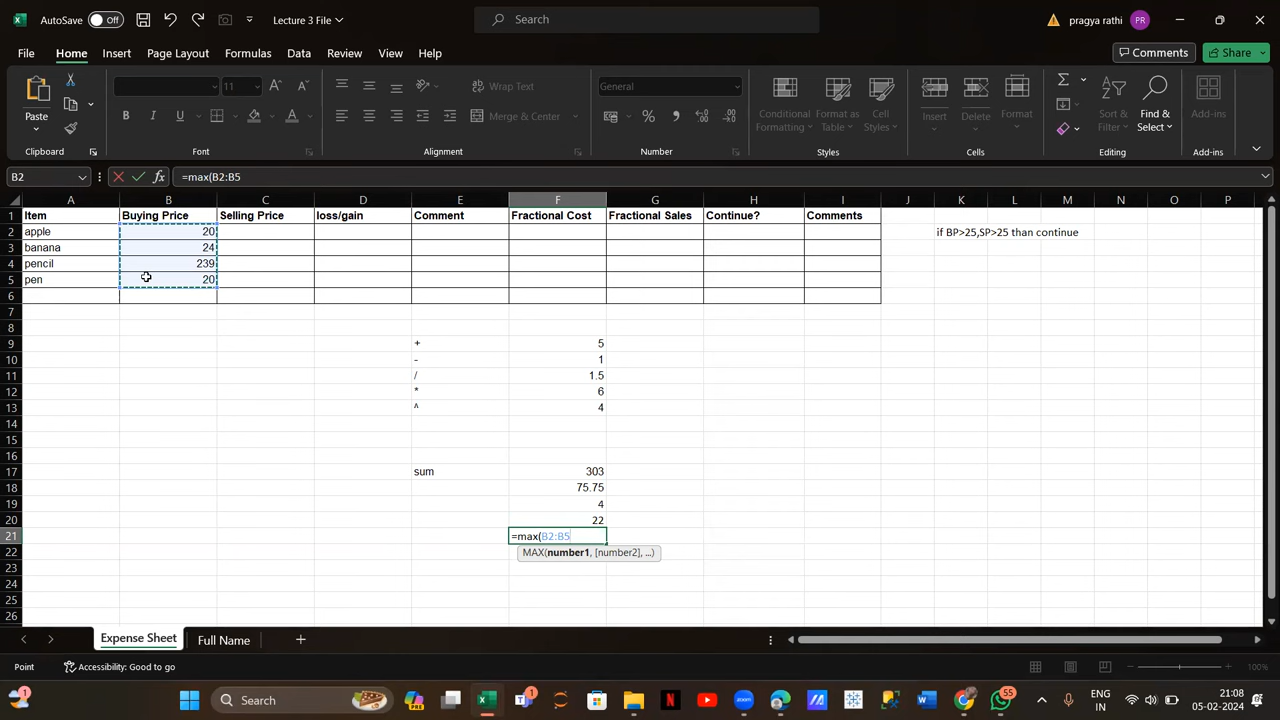 AutoSave Off Lecture 3 File Search pragya rathi PR
File Home Insert Page Layout Formulas Data Review View Help Comments Share
11 A A Wrap Text General
Paste B I U A Merge & Center % Conditional Formatting Format as Table Cell Styles Insert Delete Format Sort & Filter Find & Select Add-ins
Clipboard Font Alignment Number Styles Cells Editing Add-ins
B2 fx =max(B2:B5
A B C D E F G H I J K L M N O P
1 Item Buying Price Selling Price loss/gain Comment Fractional Cost Fractional Sales Continue? Comments
2 apple 20 if BP>25,SP>25 than continue
3 banana 24
4 pencil 239
5 pen 20
6
7
8
9 + 5
10 - 1
11 / 1.5
12 * 6
13 ^ 4
14
15
16
17 sum 303
18 75.75
19 4
20 22
21 =max(B2:B5
22 MAX(number1, [number2], ...)
23
24
25
26
Expense Sheet Full Name
Point Accessibility: Good to go 100%
1 Search 1 55 ENG IN 21:08 05-02-2024